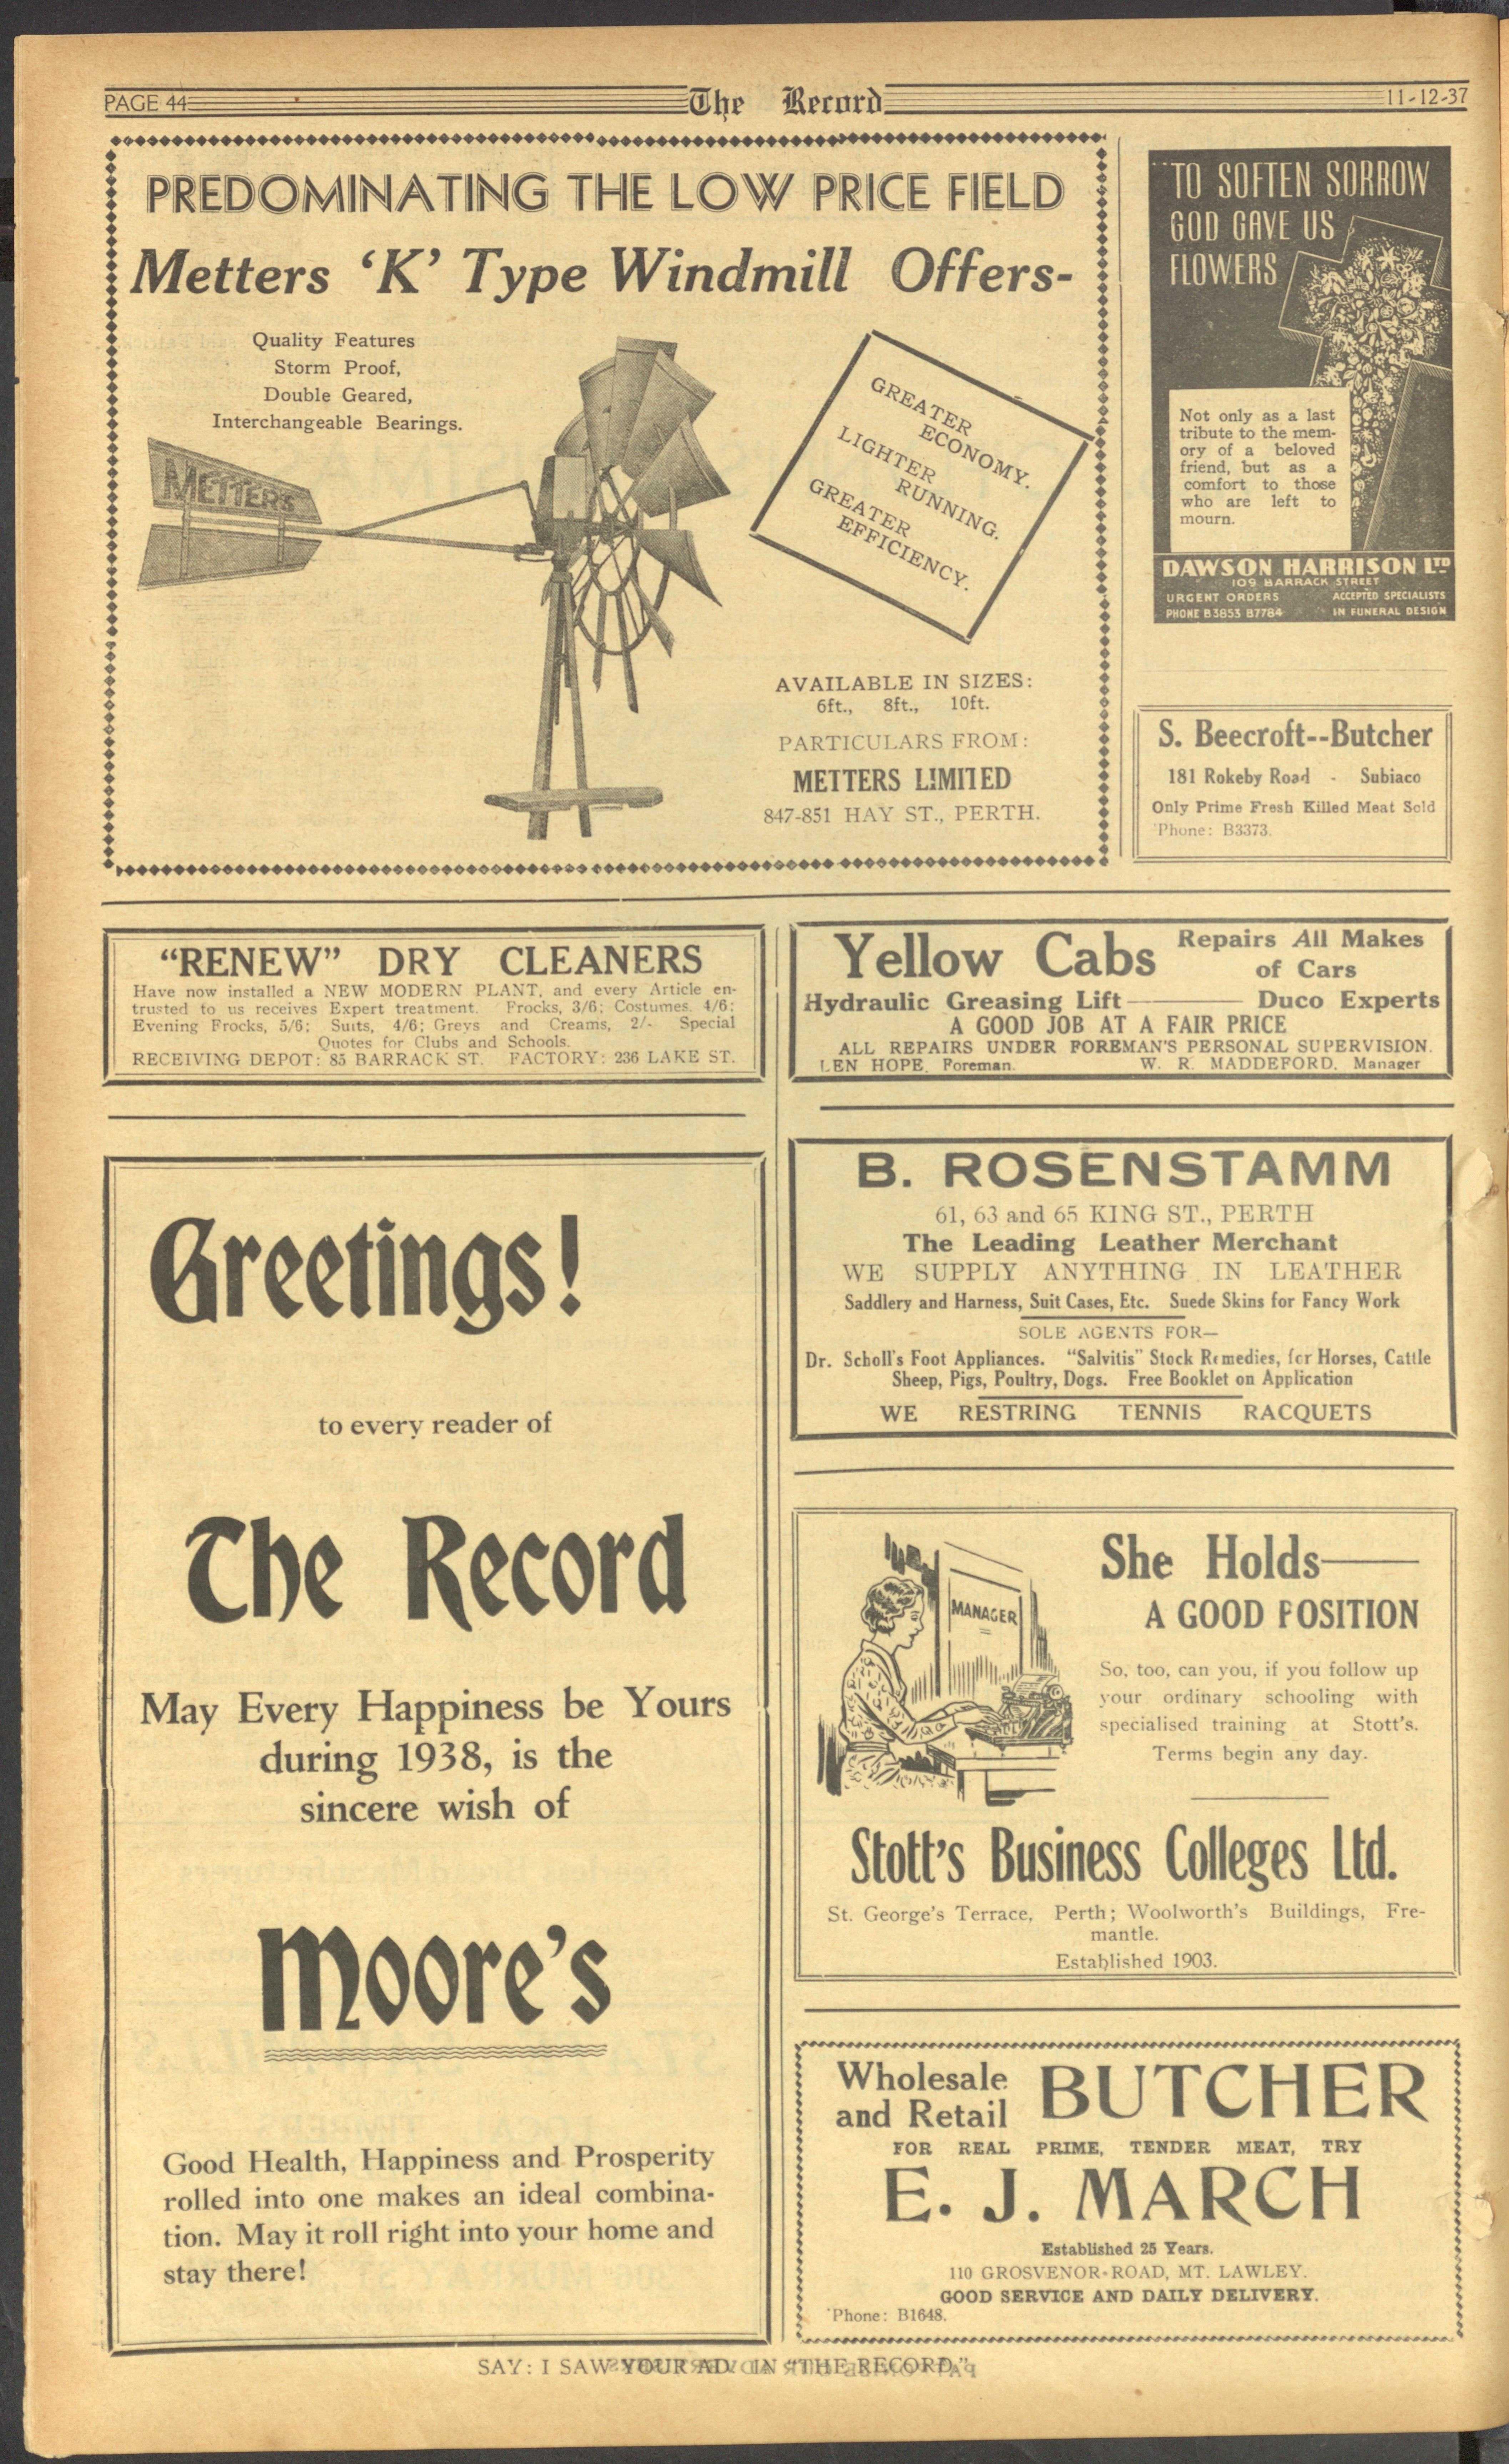 PAGE 44
The Record
11-12-37
PREDOMINATING THE LOW PRICE FIELD
Metters 'K' Type Windmill Offers-
Quality Features
Storm Proof,
Double Geared,
Interchangeable Bearings.
METTERS
GREATER
ECONOMY.
LIGHTER
RUNNING.
GREATER
EFFICIENCY.
AVAILABLE IN SIZES:
6ft., 8ft., 10ft.
PARTICULARS FROM:
METTERS LIMITED
847-851 HAY ST., PERTH.
"TO SOFTEN SORROW
GOD GAVE US
FLOWERS
Not only as a last
tribute to the mem-
ory of a beloved
friend, but as a
comfort to those
who are left to
mourn.
DAWSON HARRISON LTD
109 BARRACK STREET
URGENT ORDERS ACCEPTED SPECIALISTS
PHONE B3853 B7784 IN FUNERAL DESIGN
S. Beecroft--Butcher
181 Rokeby Road - Subiaco
Only Prime Fresh Killed Meat Sold
'Phone: B3373.
"RENEW" DRY CLEANERS
Have now installed a NEW MODERN PLANT, and every Article en-
trusted to us receives Expert treatment. Frocks, 3/6; Costumes. 4/6;
Evening Frocks, 5/6; Suits, 4/6; Greys and Creams, 2/-. Special
Quotes for Clubs and Schools.
RECEIVING DEPOT: 85 BARRACK ST. FACTORY: 236 LAKE ST.
Yellow Cabs Repairs All Makes
of Cars
Hydraulic Greasing Lift—— Duco Experts
A GOOD JOB AT A FAIR PRICE
ALL REPAIRS UNDER FOREMAN'S PERSONAL SUPERVISION.
LEN HOPE, Foreman. W. R. MADDEFORD, Manager
Greetings!
to every reader of
The Record
May Every Happiness be Yours
during 1938, is the
sincere wish of
Moore's
Good Health, Happiness and Prosperity
rolled into one makes an ideal combina-
tion. May it roll right into your home and
stay there!
B. ROSENSTAMM
61, 63 and 65 KING ST., PERTH
The Leading Leather Merchant
WE SUPPLY ANYTHING IN LEATHER
Saddlery and Harness, Suit Cases, Etc. Suede Skins for Fancy Work
SOLE AGENTS FOR—
Dr. Scholl's Foot Appliances. "Salvitis" Stock Remedies, for Horses, Cattle
Sheep, Pigs, Poultry, Dogs. Free Booklet on Application
WE RESTRING TENNIS RACQUETS
MANAGER
She Holds——
A GOOD POSITION
So, too, can you, if you follow up
your ordinary schooling with
specialised training at Stott's.
Terms begin any day.
Stott's Business Colleges Ltd.
St. George's Terrace, Perth; Woolworth's Buildings, Fre-
mantle.
Established 1903.
Wholesale
and Retail BUTCHER
FOR REAL PRIME, TENDER MEAT, TRY
E. J. MARCH
Established 25 Years.
110 GROSVENOR-ROAD, MT. LAWLEY.
GOOD SERVICE AND DAILY DELIVERY.
'Phone: B1648.
SAY: I SAW YOUR AD. IN "THE RECORD."